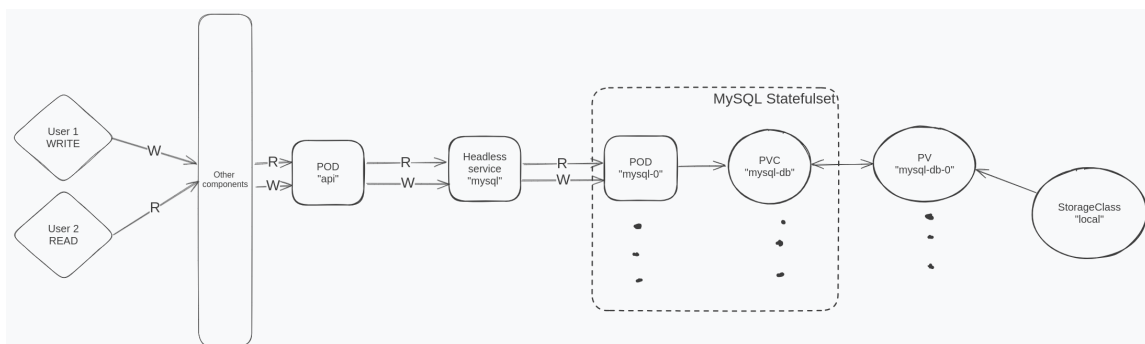 User 1
WRITE
W
User 2
READ
R
Other
components
R
W
POD
"api"
R
W
Headless
service
"mysql"
R
W
MySQL Statefulset
POD
"mysql-0"
PVC
"mysql-db"
PV
"mysql-db-0"
StorageClass
"local"